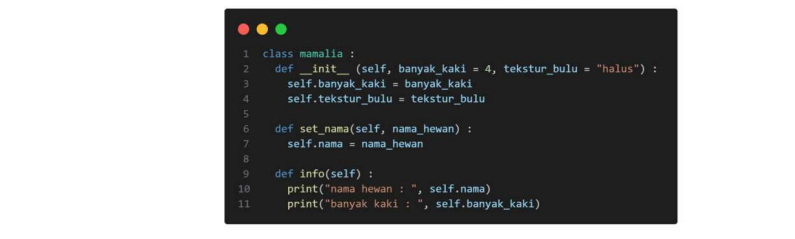 1 class mamalia :
2 def __init__ (self, banyak_kaki = 4, tekstur_bulu = "halus") :
3 self.banyak_kaki = banyak_kaki
4 self.tekstur_bulu = tekstur_bulu
5
6 def set_nama(self, nama_hewan) :
7 self.nama = nama_hewan
8
9 def info(self) :
10 print("nama hewan : ", self.nama)
11 print("banyak kaki : ", self.banyak_kaki)